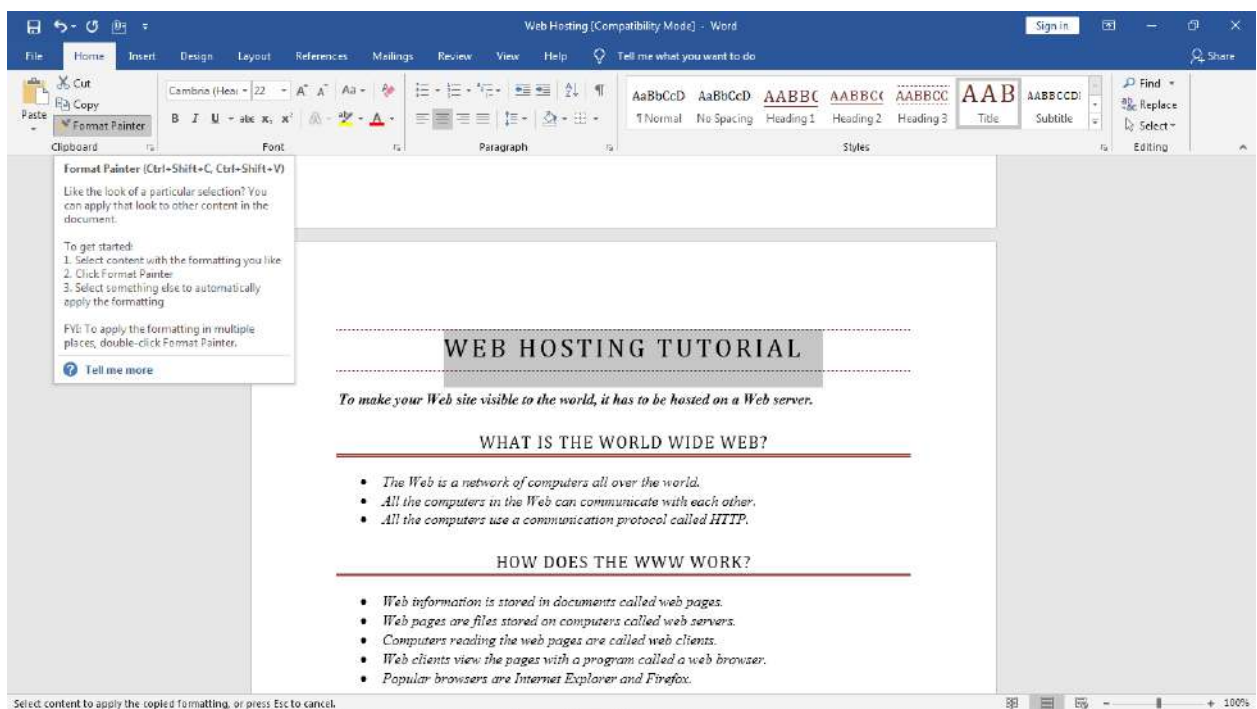 Web Hosting [Compatibility Mode] - Word
Sign in
File Home Insert Design Layout References Mailings Review View Help Tell me what you want to do Share
Paste
Cut
Copy
Format Painter
Clipboard
Cambria (Hea 22 A A Aa
B I U abc x₂ x² A A
Font
Paragraph
AaBbCcD AaBbCcD AABBC AABBCC AABBCC AAB AABBCCD
¶ Normal No Spacing Heading 1 Heading 2 Heading 3 Title Subtitle
Styles
Find
Replace
Select
Editing
Format Painter (Ctrl+Shift+C, Ctrl+Shift+V)
Like the look of a particular selection? You
can apply that look to other content in the
document.
To get started:
1. Select content with the formatting you like
2. Click Format Painter
3. Select something else to automatically
apply the formatting
FYI: To apply the formatting in multiple
places, double-click Format Painter.
Tell me more
WEB HOSTING TUTORIAL
To make your Web site visible to the world, it has to be hosted on a Web server.
WHAT IS THE WORLD WIDE WEB?
• The Web is a network of computers all over the world.
• All the computers in the Web can communicate with each other.
• All the computers use a communication protocol called HTTP.
HOW DOES THE WWW WORK?
• Web information is stored in documents called web pages.
• Web pages are files stored on computers called web servers.
• Computers reading the web pages are called web clients.
• Web clients view the pages with a program called a web browser.
• Popular browsers are Internet Explorer and Firefox.
Select content to apply the copied formatting, or press Esc to cancel.
100%